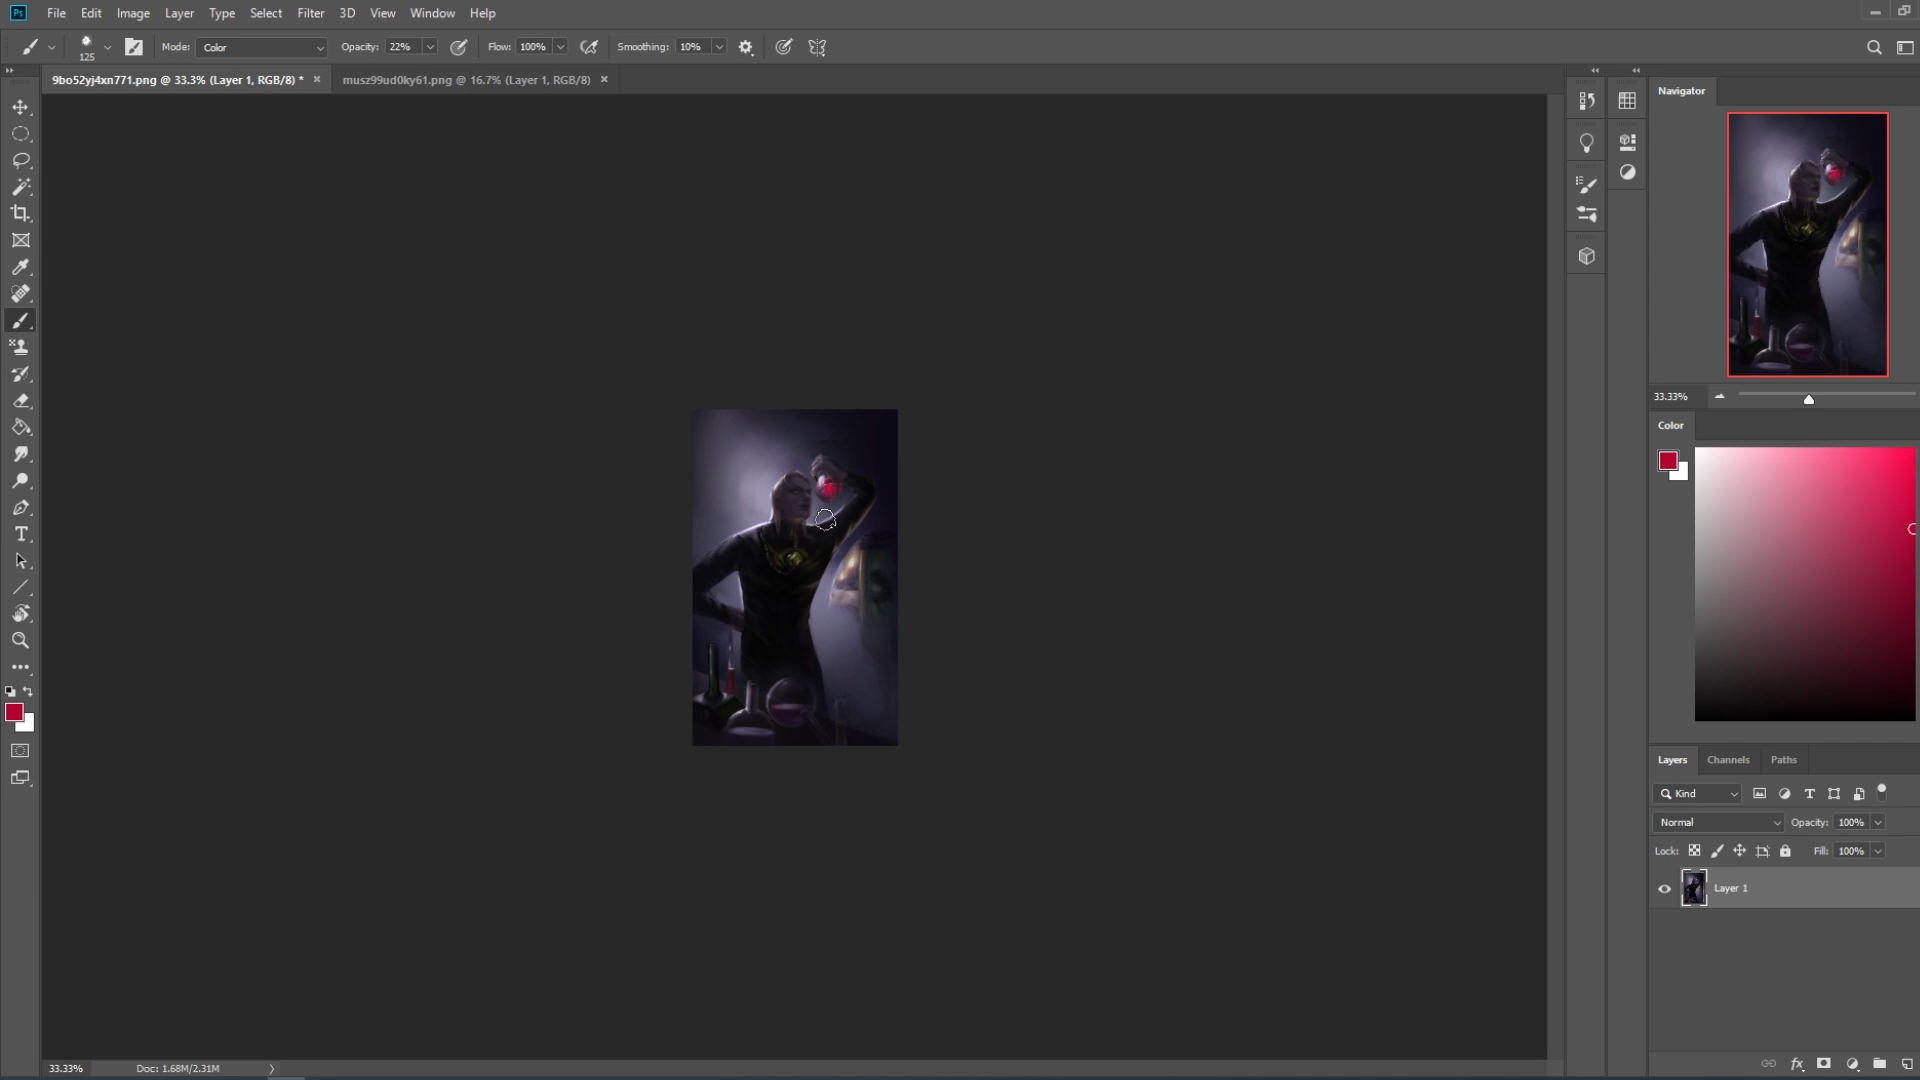 Ps File Edit Image Layer Type Select Filter 3D View Window Help
125 Mode: Color Opacity: 22% Flow: 100% Smoothing: 10%
9bo52yj4xn771.png @ 33.3% (Layer 1, RGB/8) * × musz99ud0ky61.png @ 16.7% (Layer 1, RGB/8) ×
Navigator
33.33%
Color
Layers Channels Paths
Kind
Normal Opacity: 100%
Lock: Fill: 100%
Layer 1
fx
33.33% Doc: 1.68M/2.31M